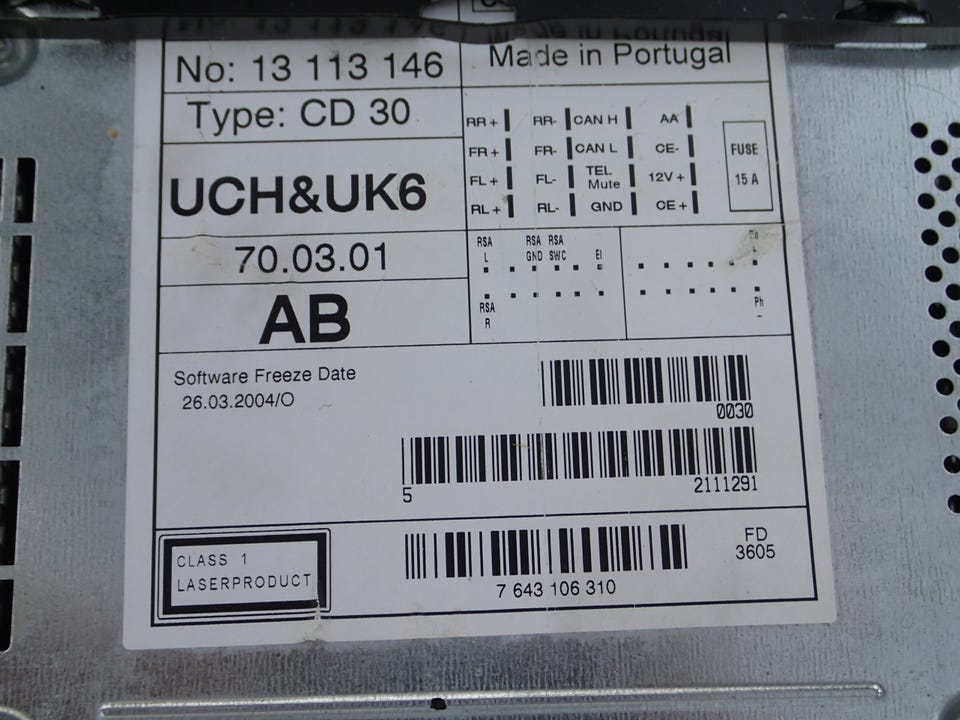 No: 13 113 146
Made in Portugal
Type: CD 30
UCH&UK6
70.03.01
AB
RR+ RR- CAN H AA
FR+ FR- CAN L CE-
FL+ FL- TEL Mute 12V+
RL+ RL- GND CE+
FUSE
15 A
RSA RSA RSA
L GND SWC EI
RSA
R
Ph
-
Software Freeze Date
26.03.2004/O
0030
5 2111291
CLASS 1
LASERPRODUCT
7 643 106 310
FD
3605